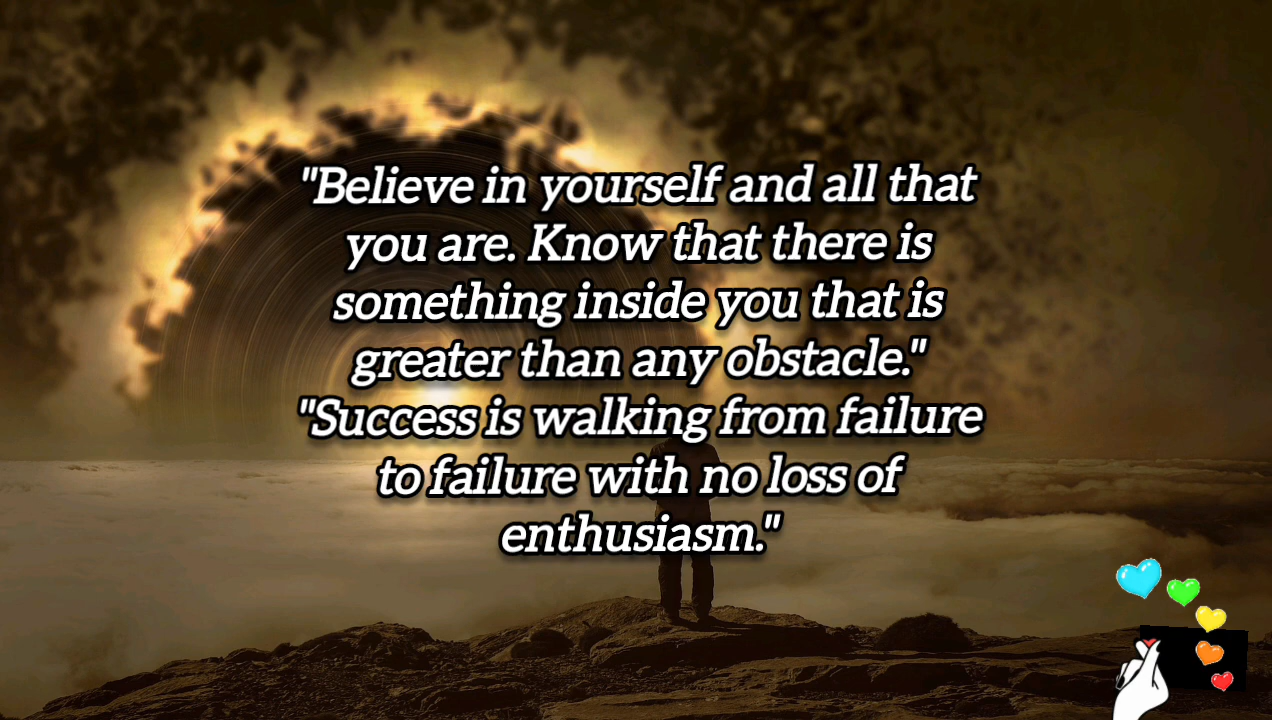 "Believe in yourself and all that
you are. Know that there is
something inside you that is
greater than any obstacle."
"Success is walking from failure
to failure with no loss of
enthusiasm."